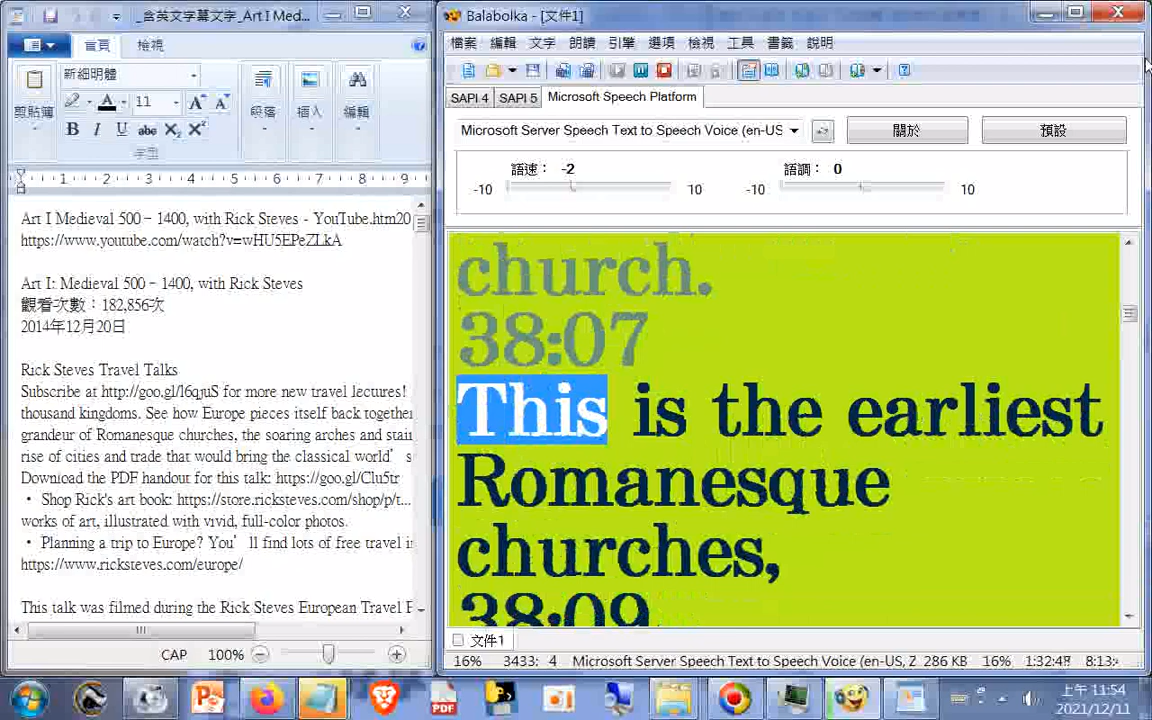 _含英文字幕文字_Art I Med...
首頁 檢視
新細明體
11
剪貼簿
字型
段落
插入
編輯
1 2 3 4 5 6 7 8 9
Art I Medieval 500–1400, with Rick Steves - YouTube.htm20
https://www.youtube.com/watch?v=wHU5EPeZLkA
Art I: Medieval 500–1400, with Rick Steves
觀看次數：182,856次
2014年12月20日
Rick Steves Travel Talks
Subscribe at http://goo.gl/l6qjuS for more new travel lectures!
thousand kingdoms. See how Europe pieces itself back together
grandeur of Romanesque churches, the soaring arches and stai
rise of cities and trade that would bring the classical world's
Download the PDF handout for this talk: https://goo.gl/Clu5tr
• Shop Rick's art book: https://store.ricksteves.com/shop/p/t...
works of art, illustrated with vivid, full-color photos.
• Planning a trip to Europe? You'll find lots of free travel i
https://www.ricksteves.com/europe/
This talk was filmed during the Rick Steves European Travel F
CAP 100%
Balabolka - [文件1]
檔案 編輯 文字 朗讀 引擎 選項 檢視 工具 書籤 說明
SAPI 4 SAPI 5 Microsoft Speech Platform
Microsoft Server Speech Text to Speech Voice (en-US
關於
預設
語速： -2
-10 10
語調： 0
-10 10
church.
38:07
This is the earliest
Romanesque
churches,
38:09
文件1
16% 3433: 4 Microsoft Server Speech Text to Speech Voice (en-US, Z 286 KB 16% 1:32:4 8:13:
上午 11:54
2021/12/11